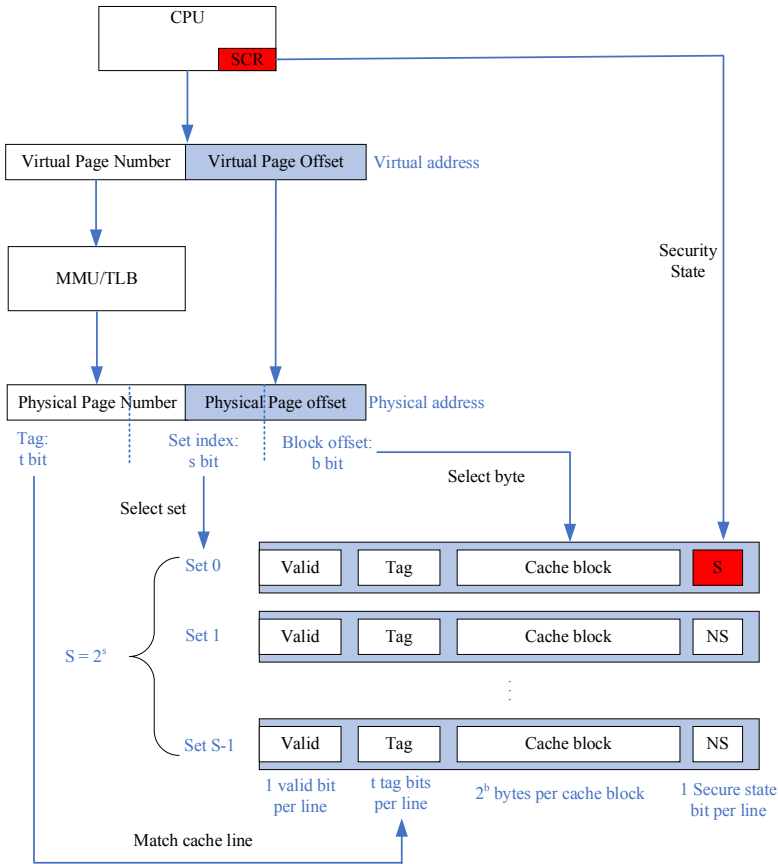 CPU
SCR
Virtual Page Number
Virtual Page Offset
Virtual address
MMU/TLB
Security
State
Physical Page Number
Physical Page offset
Physical address
Tag:
t bit
Set index:
s bit
Block offset:
b bit
Select byte
Select set
Set 0
Valid
Tag
Cache block
S
Set 1
Valid
Tag
Cache block
NS
S = 2^s
...
Set S-1
Valid
Tag
Cache block
NS
1 valid bit
per line
t tag bits
per line
2^b bytes per cache block
1 Secure state
bit per line
Match cache line